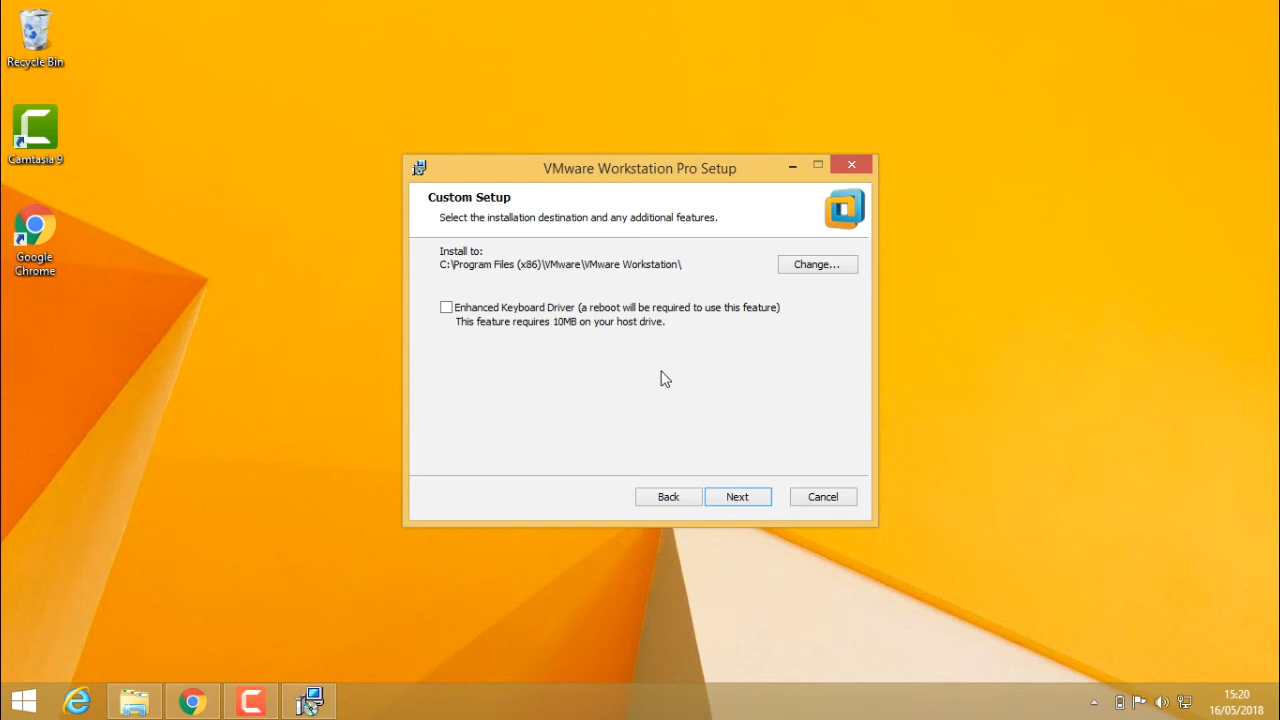 Recycle Bin
Camtasia 9
Google
Chrome
VMware Workstation Pro Setup
Custom Setup
Select the installation destination and any additional features.
Install to:
C:\Program Files (x86)\VMware\VMware Workstation\
Change...
Enhanced Keyboard Driver (a reboot will be required to use this feature)
This feature requires 10MB on your host drive.
Back Next Cancel
15:20
16/05/2018